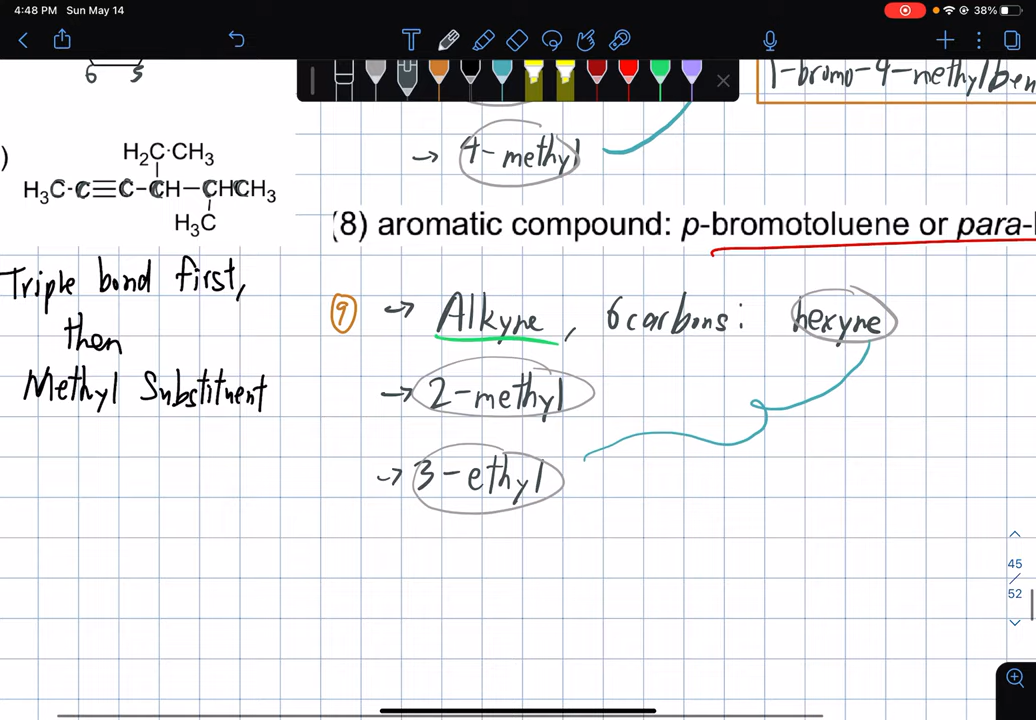 4:48 PM Sun May 14
38%
6 5
1-bromo-4-methylben
→ 4-methyl
)
H2C·CH3
H3C·C≡C-CH-CHCH3
H3C
(8) aromatic compound: p-bromotoluene or para-
Triple bond first,
then
Methyl Substituent
9 → Alkyne, 6 carbons: hexyne
→ 2-methyl
→ 3-ethyl
45
/
52